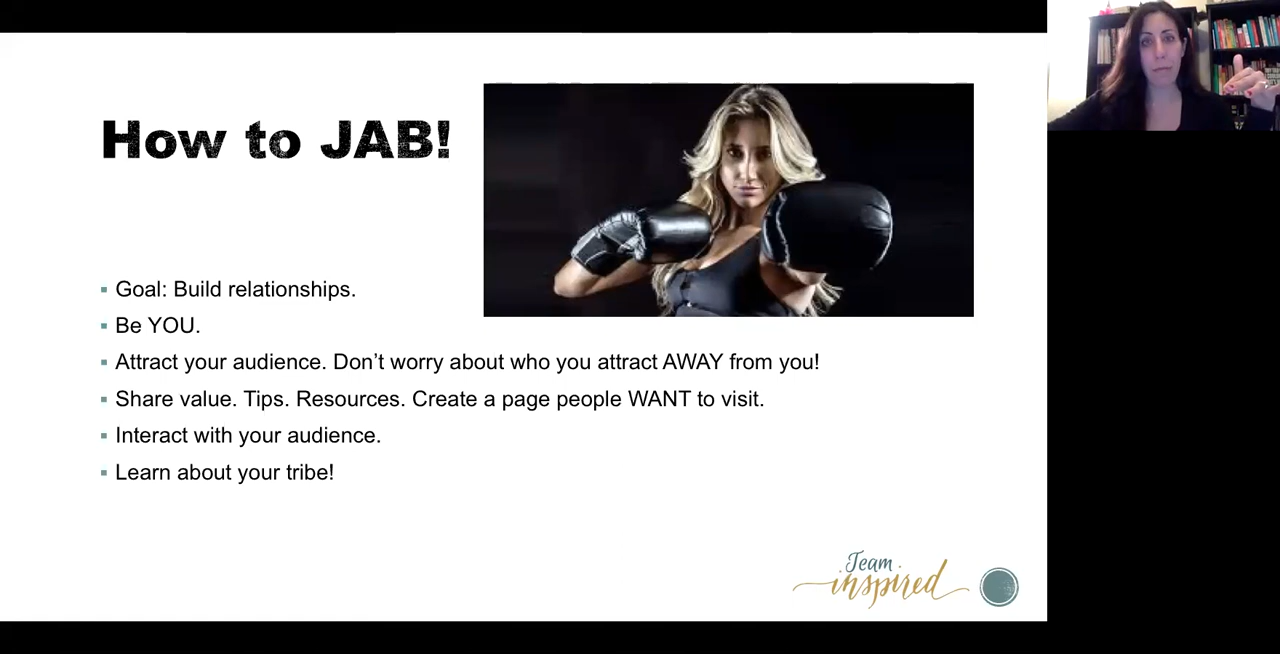 How to JAB!
Goal: Build relationships.
Be YOU.
Attract your audience. Don’t worry about who you attract AWAY from you!
Share value. Tips. Resources. Create a page people WANT to visit.
Interact with your audience.
Learn about your tribe!
Team
inspired